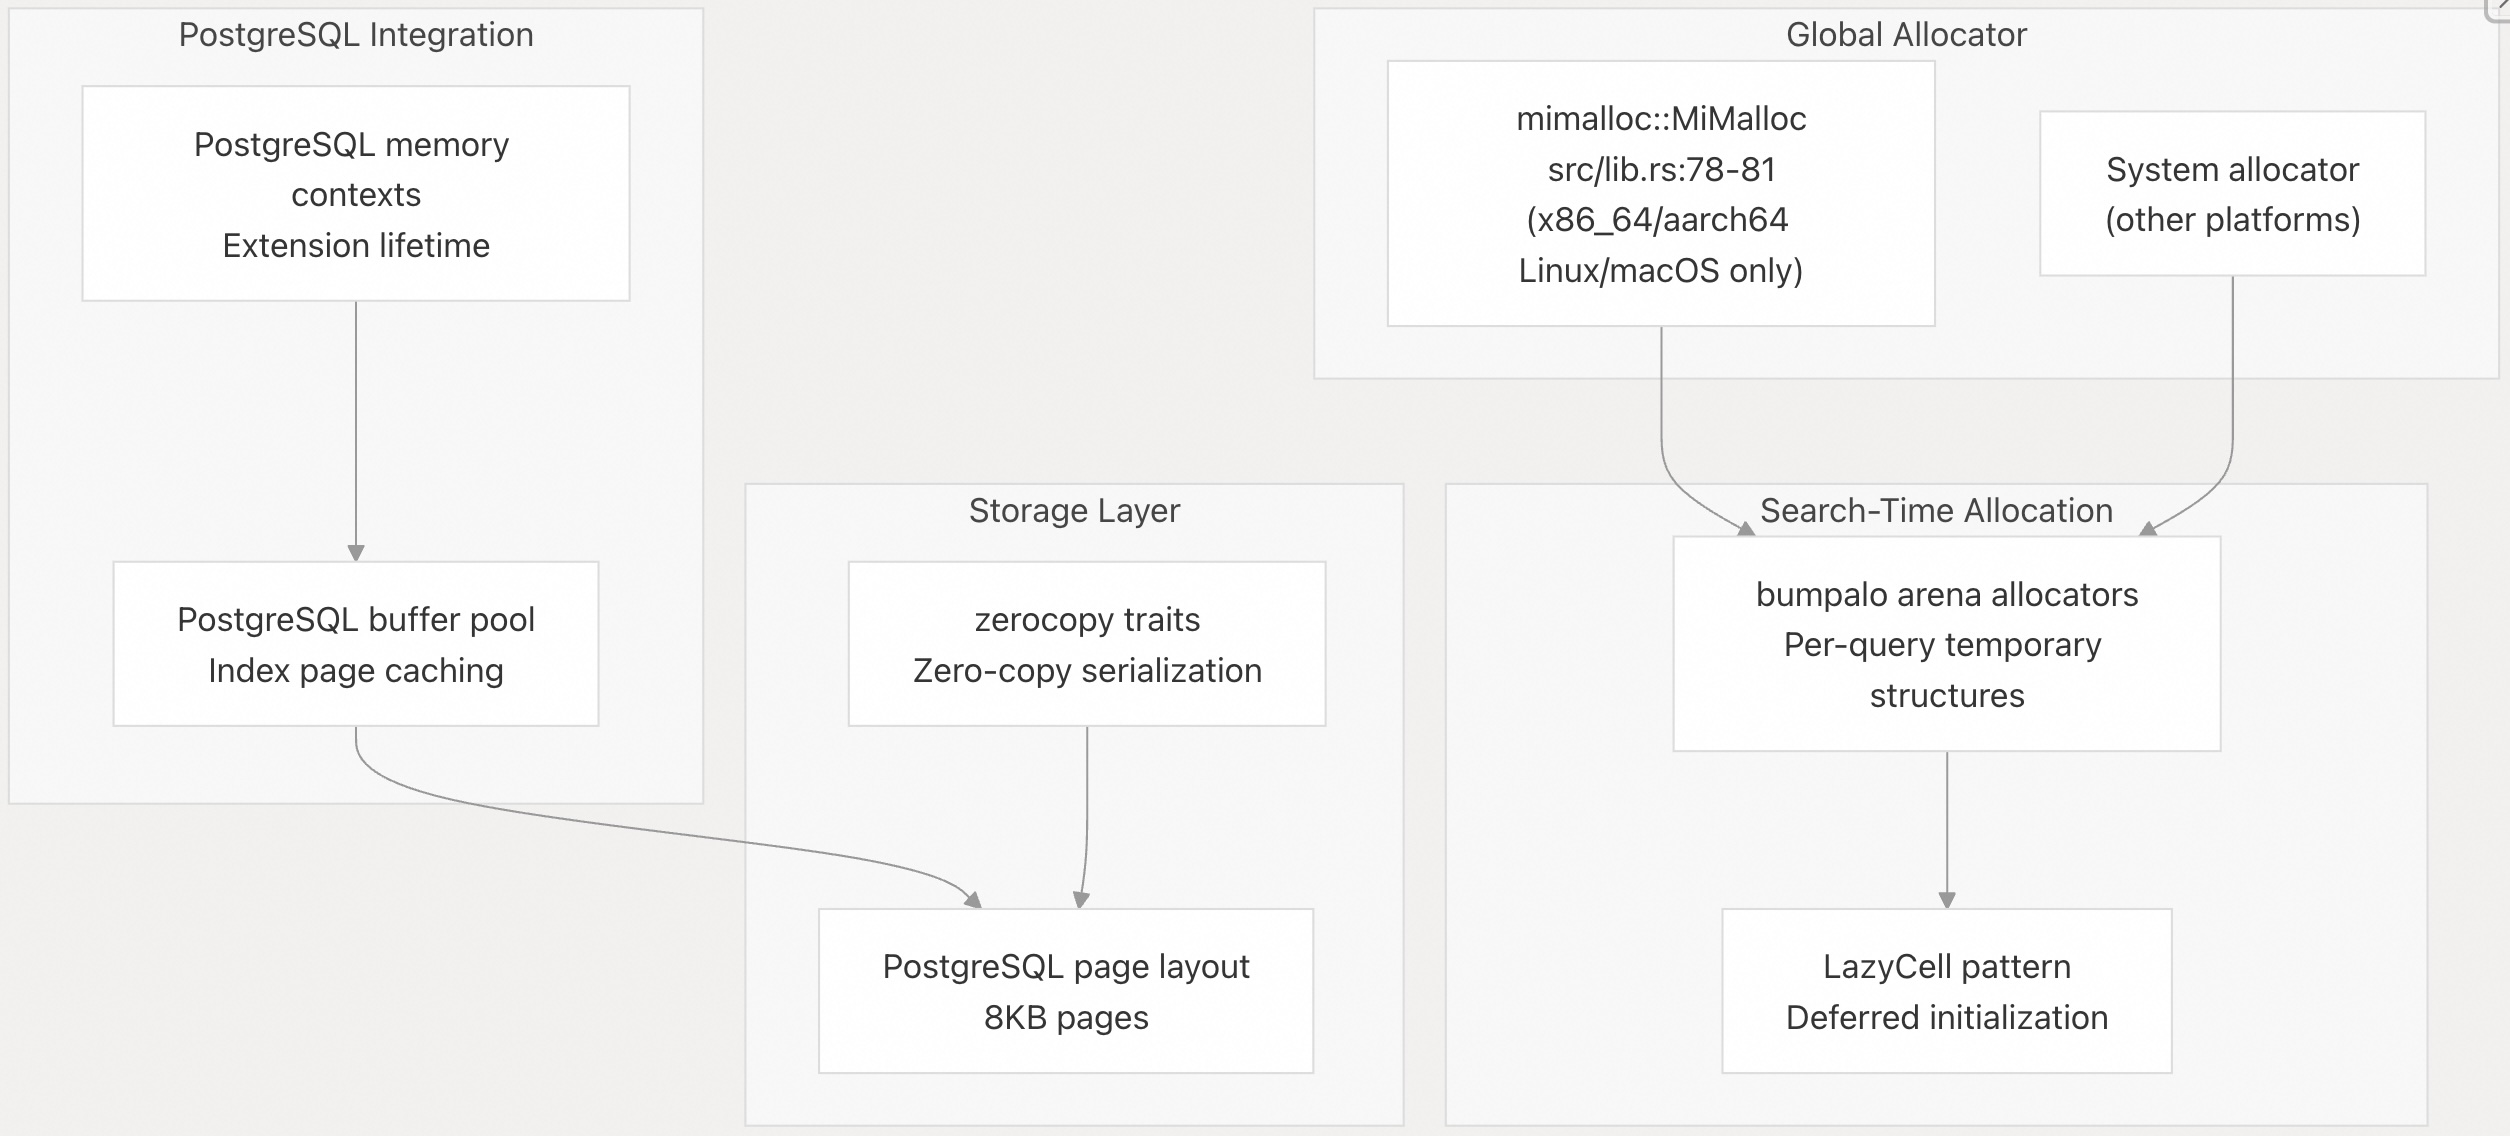 PostgreSQL Integration
PostgreSQL memory
contexts
Extension lifetime
PostgreSQL buffer pool
Index page caching
Global Allocator
mimalloc::MiMalloc
src/lib.rs:78-81
(x86_64/aarch64
Linux/macOS only)
System allocator
(other platforms)
Storage Layer
zerocopy traits
Zero-copy serialization
PostgreSQL page layout
8KB pages
Search-Time Allocation
bumpalo arena allocators
Per-query temporary
structures
LazyCell pattern
Deferred initialization